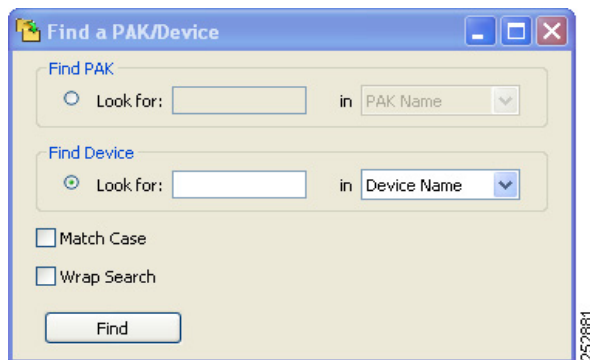 Find a PAK/Device
Find PAK
Look for: in PAK Name
Find Device
Look for: in Device Name
Match Case
Wrap Search
Find
252881